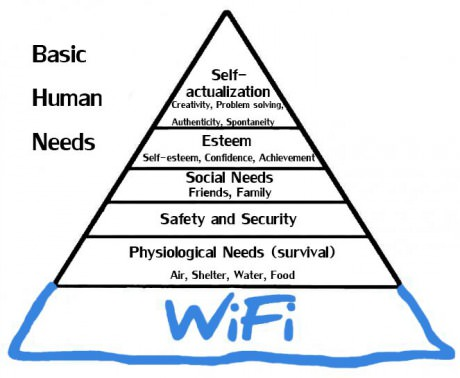 Basic
Human
Needs
Self-
actualization
Creativity, Problem solving,
Authenticity, Spontaneity
Esteem
Self-esteem, Confidence, Achievement
Social Needs
Friends, Family
Safety and Security
Physiological Needs (survival)
Air, Shelter, Water, Food
WiFi